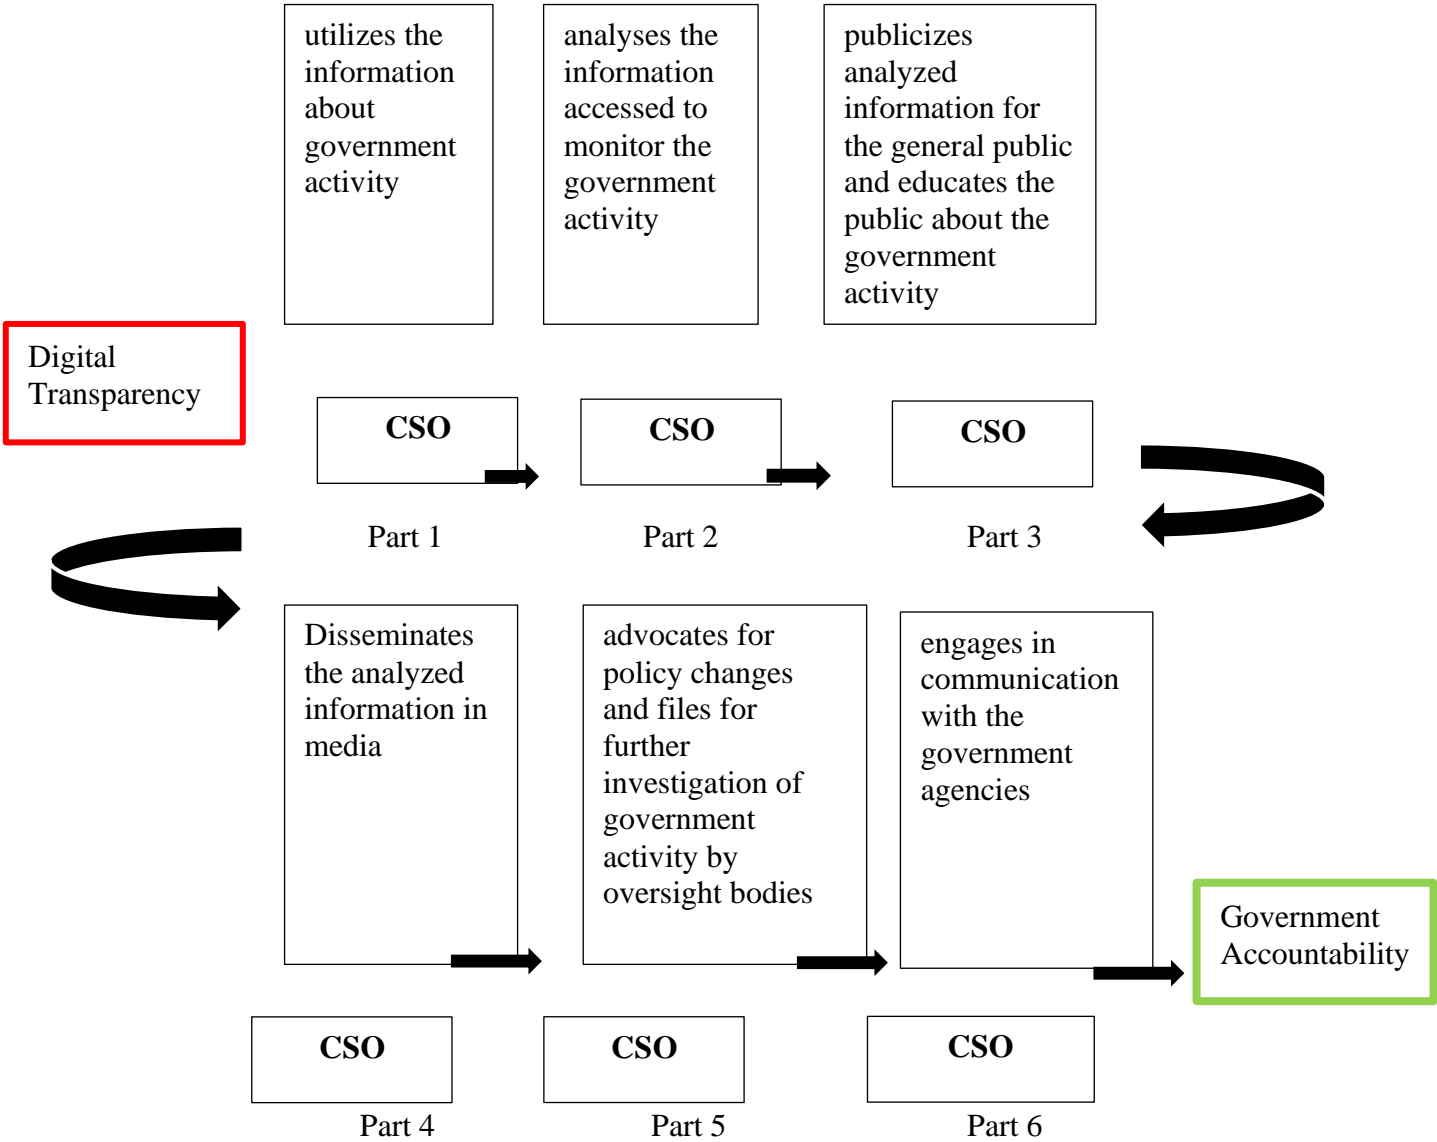 utilizes the
information
about
government
activity
analyses the
information
accessed to
monitor the
government
activity
publicizes
analyzed
information for
the general public
and educates the
public about the
government
activity
Digital
Transparency
CSO
CSO
CSO
Part 1
Part 2
Part 3
Disseminates
the analyzed
information in
media
advocates for
policy changes
and files for
further
investigation of
government
activity by
oversight bodies
engages in
communication
with the
government
agencies
Government
Accountability
CSO
CSO
CSO
Part 4
Part 5
Part 6